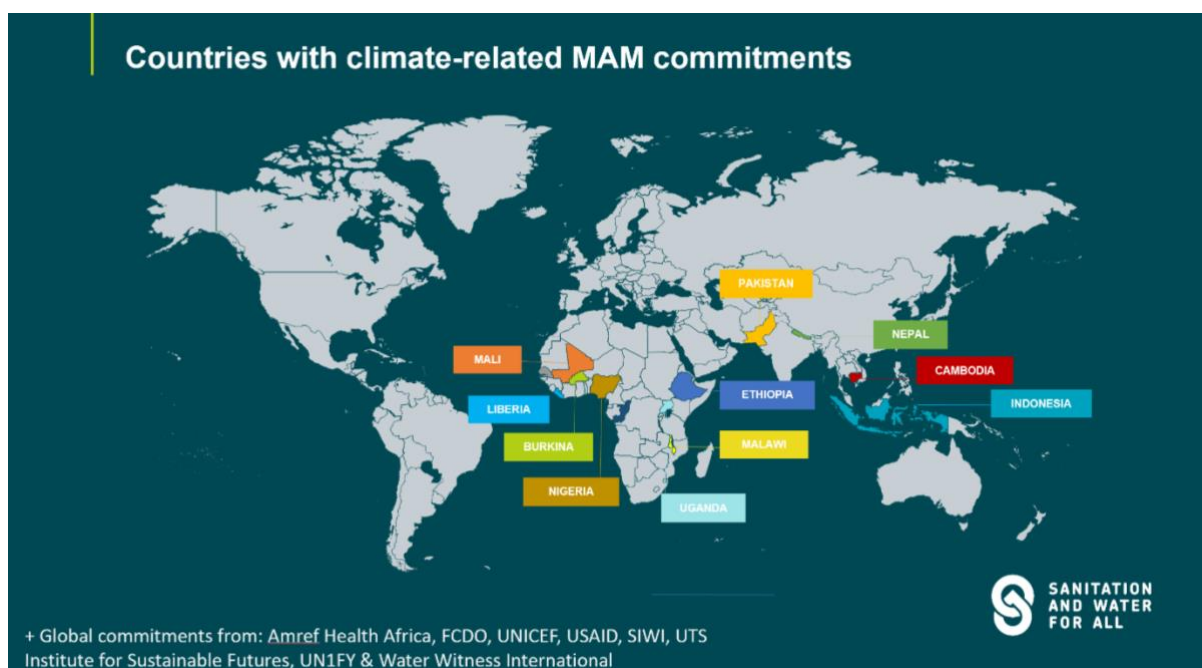 Countries with climate-related MAM commitments
PAKISTAN
NEPAL
MALI
CAMBODIA
ETHIOPIA
INDONESIA
LIBERIA
BURKINA
MALAWI
NIGERIA
UGANDA
SANITATION
AND WATER
FOR ALL
+ Global commitments from: Amref Health Africa, FCDO, UNICEF, USAID, SIWI, UTS
Institute for Sustainable Futures, UN1FY & Water Witness International